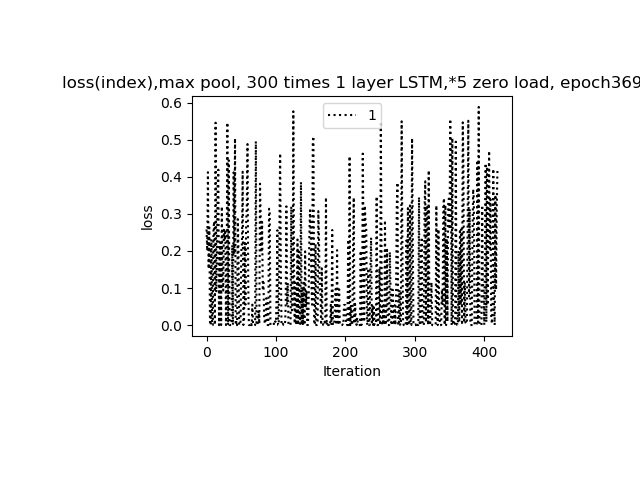 loss(index),max pool, 300 times 1 layer LSTM,*5 zero load, epoch369
0.6
0.5
0.4
0.3
0.2
0.1
0.0
loss
1
0 100 200 300 400
Iteration